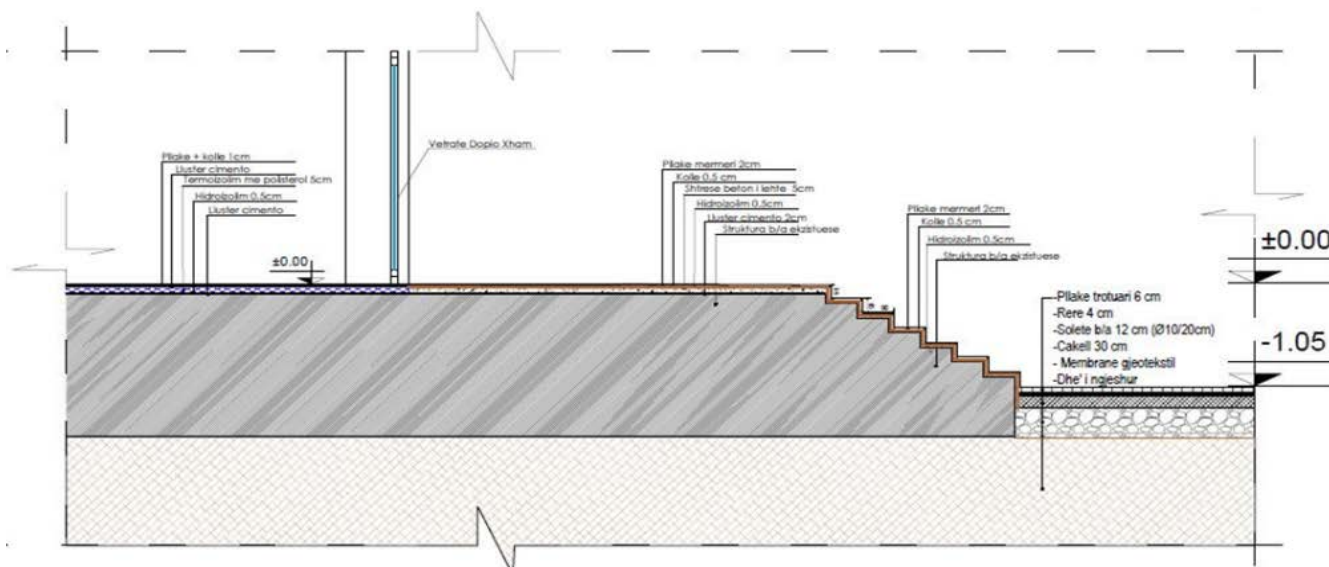 Pllake + kolle 1cm
Lluster cimento
Termoizolim me polisterol 5cm
Hidroizolim 0.5cm
Lluster cimento
±0.00
Vetrate Dopio Xham
Pllake mermeri 2cm
Kolle 0.5 cm
Shtrese beton i lehte 5cm
Hidroizolim 0.5cm
Lluster cimento 2cm
Struktura b/a ekzistuese
Pllake mermeri 2cm
Kolle 0.5 cm
Hidroizolim 0.5cm
Struktura b/a ekzistuese
±0.00
-Pllake trotuari 6 cm
-Rere 4 cm
-Solete b/a 12 cm (Ø10/20cm)
-Cakell 30 cm
- Membrane gjeotekstil
-Dhe' i ngjeshur
-1.05